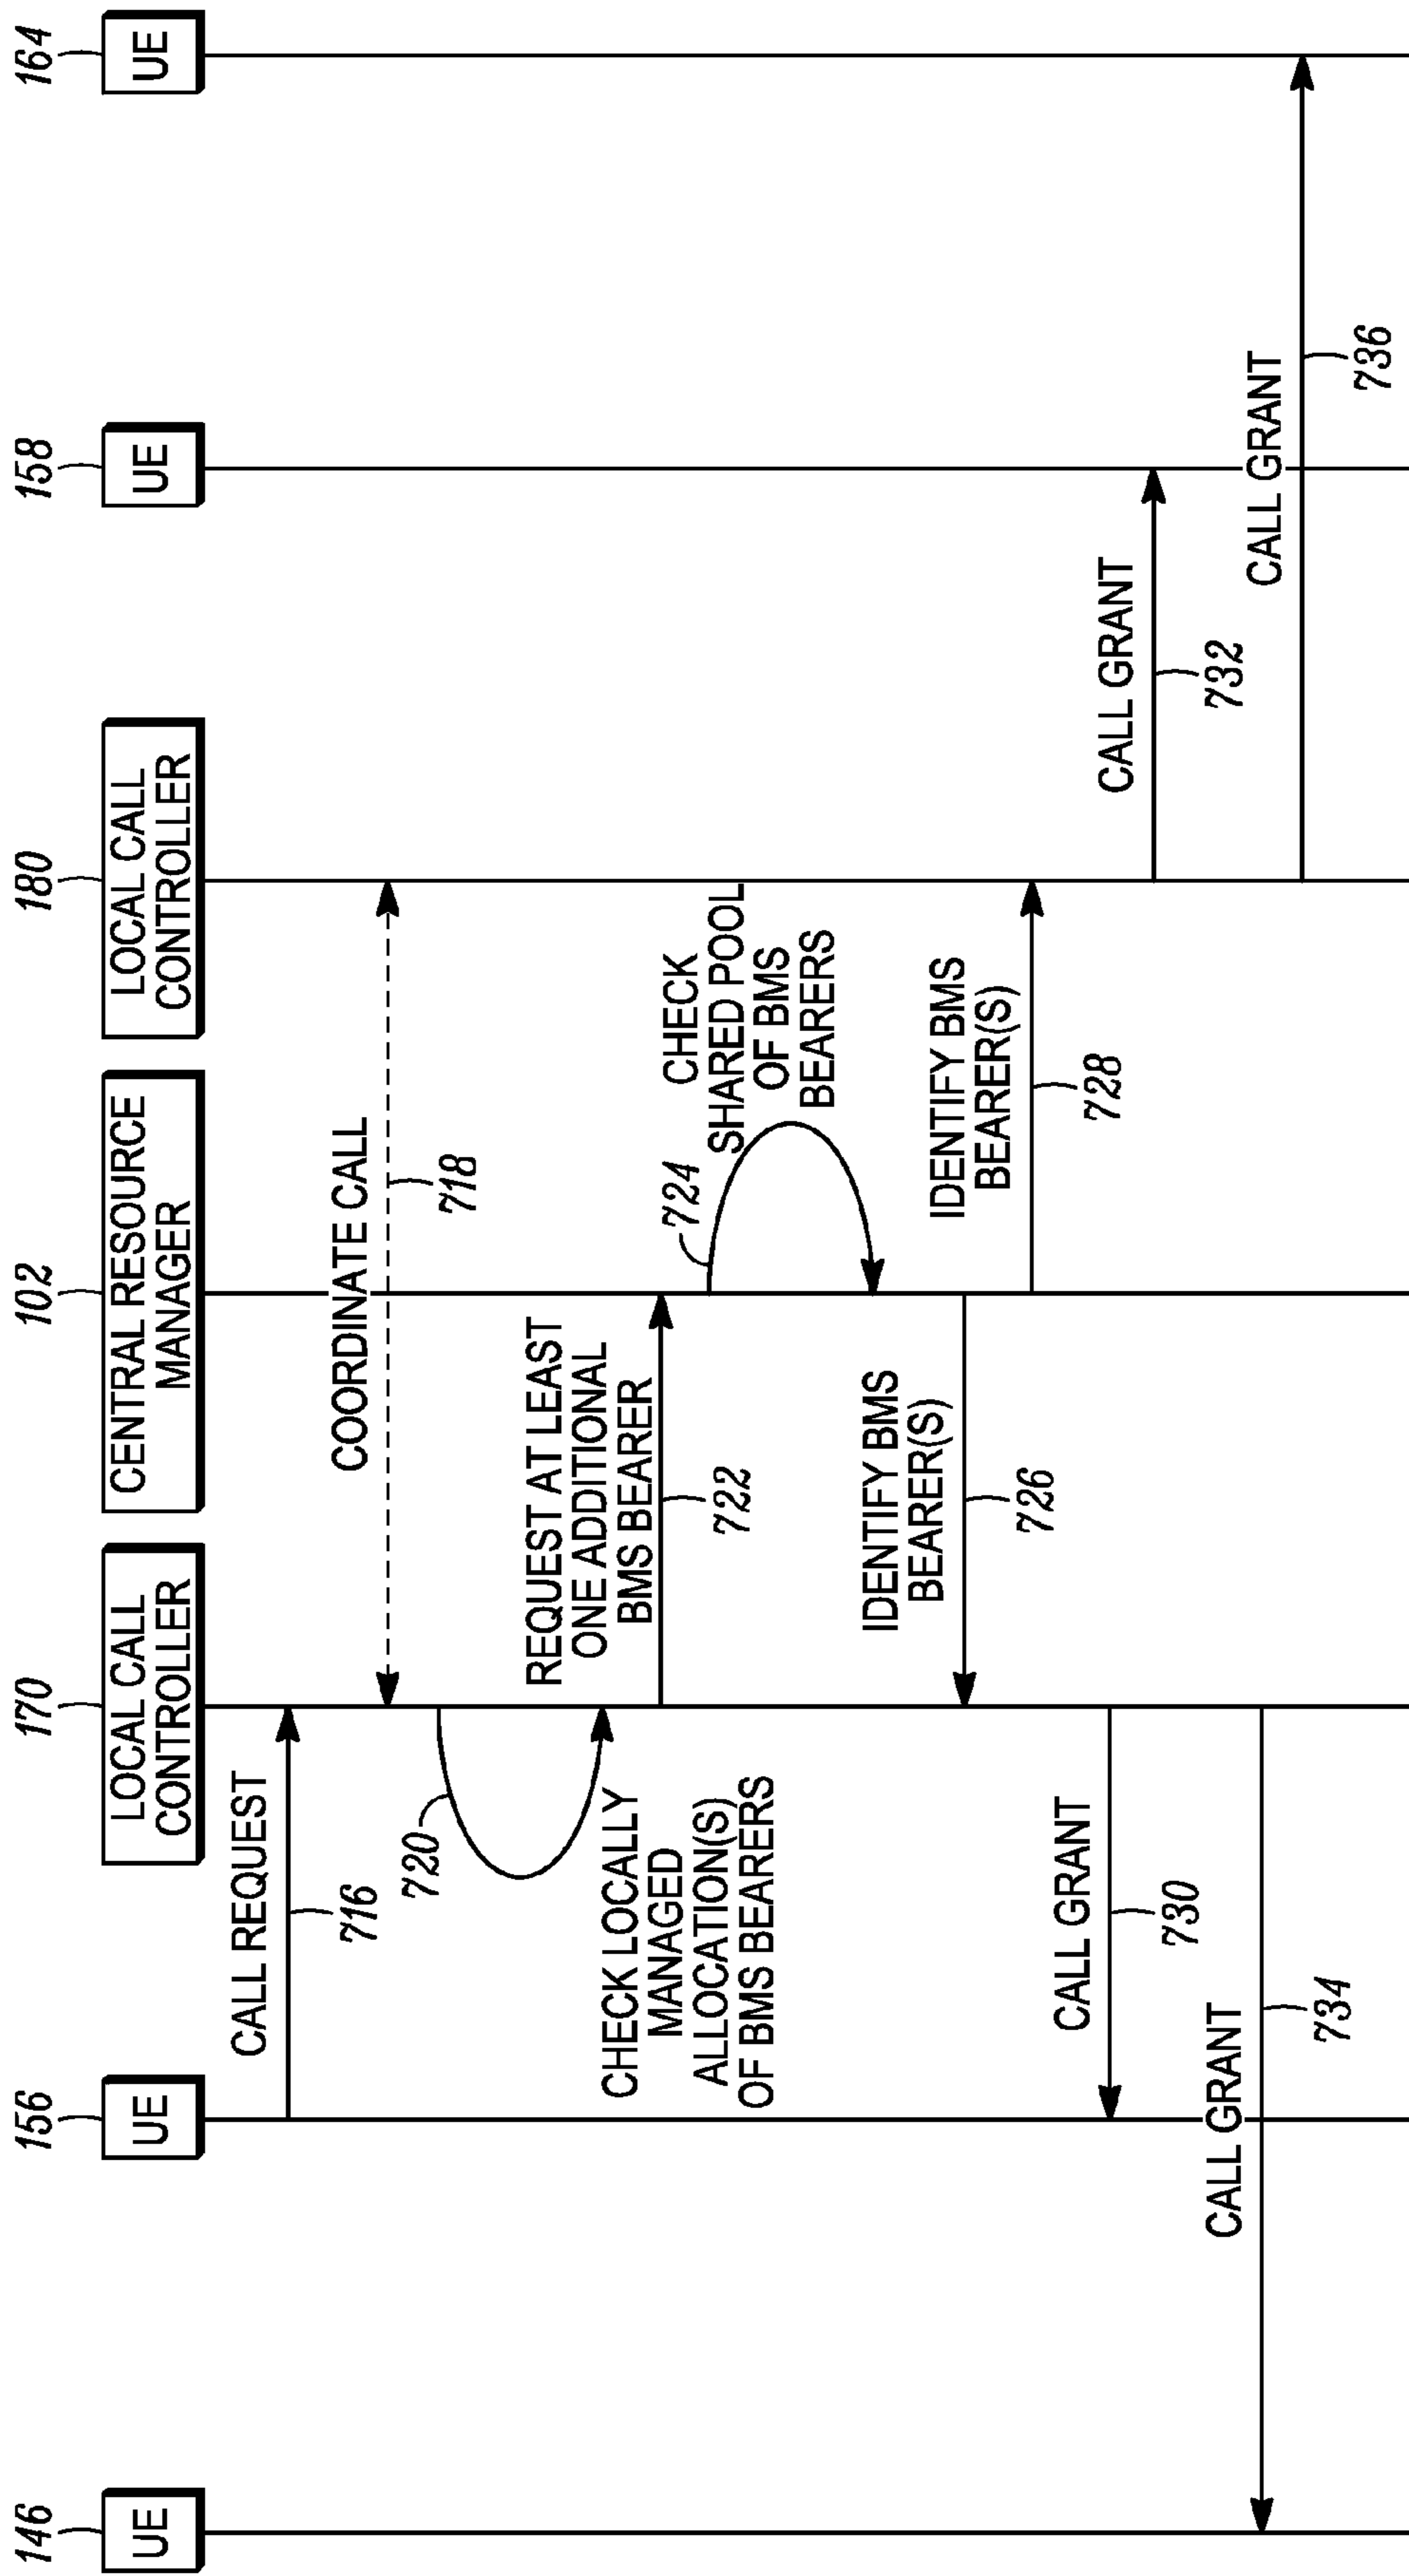 146
156
170
102
180
158
164
UE
UE
LOCAL CALL
CONTROLLER
CENTRAL RESOURCE
MANAGER
LOCAL CALL
CONTROLLER
UE
UE
CALL REQUEST
716
COORDINATE CALL
718
720
CHECK LOCALLY
MANAGED
ALLOCATION(S)
OF BMS BEARERS
REQUEST AT LEAST
ONE ADDITIONAL
BMS BEARER
722
724
CHECK
SHARED POOL
OF BMS
BEARERS
IDENTIFY BMS
BEARER(S)
726
IDENTIFY BMS
BEARER(S)
728
CALL GRANT
730
CALL GRANT
732
CALL GRANT
734
CALL GRANT
736